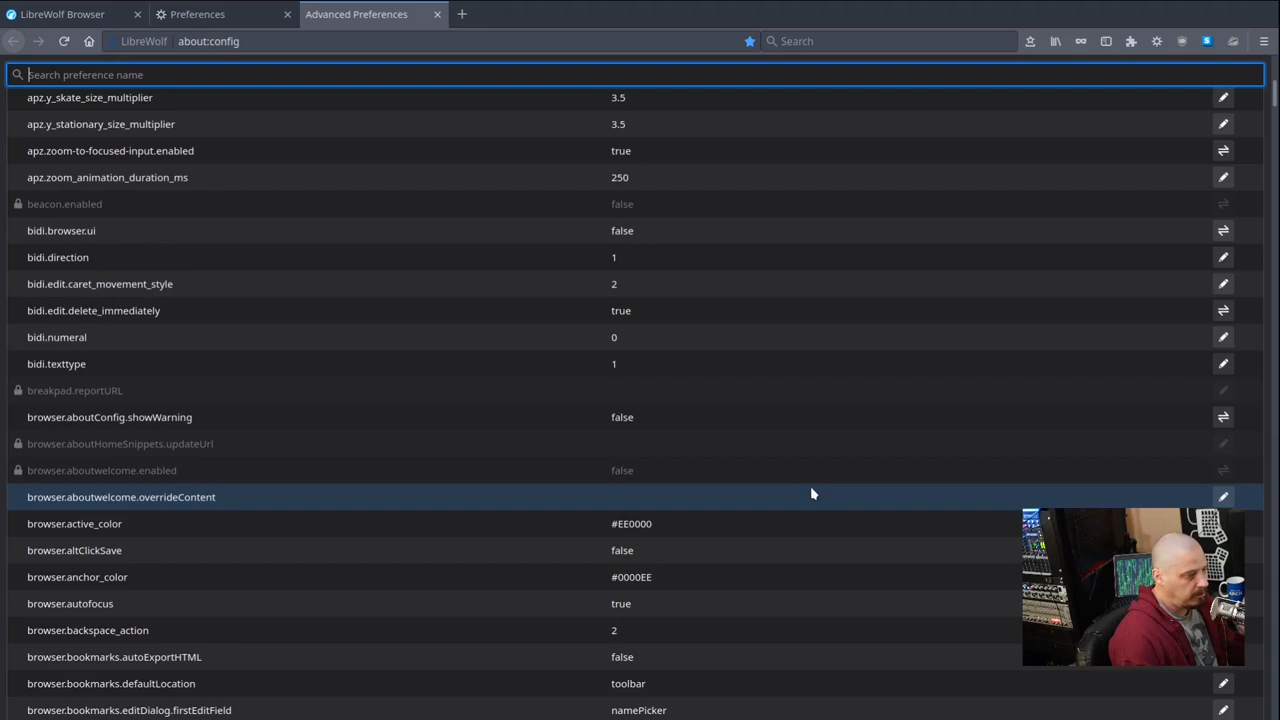 LibreWolf Browser
Preferences
Advanced Preferences
LibreWolf
about:config
Search
Search preference name
apz.y_skate_size_multiplier 3.5
apz.y_stationary_size_multiplier 3.5
apz.zoom-to-focused-input.enabled true
apz.zoom_animation_duration_ms 250
beacon.enabled false
bidi.browser.ui false
bidi.direction 1
bidi.edit.caret_movement_style 2
bidi.edit.delete_immediately true
bidi.numeral 0
bidi.texttype 1
breakpad.reportURL
browser.aboutConfig.showWarning false
browser.aboutHomeSnippets.updateUrl
browser.aboutwelcome.enabled false
browser.aboutwelcome.overrideContent
browser.active_color #EE0000
browser.altClickSave false
browser.anchor_color #0000EE
browser.autofocus true
browser.backspace_action 2
browser.bookmarks.autoExportHTML false
browser.bookmarks.defaultLocation toolbar
browser.bookmarks.editDialog.firstEditField namePicker